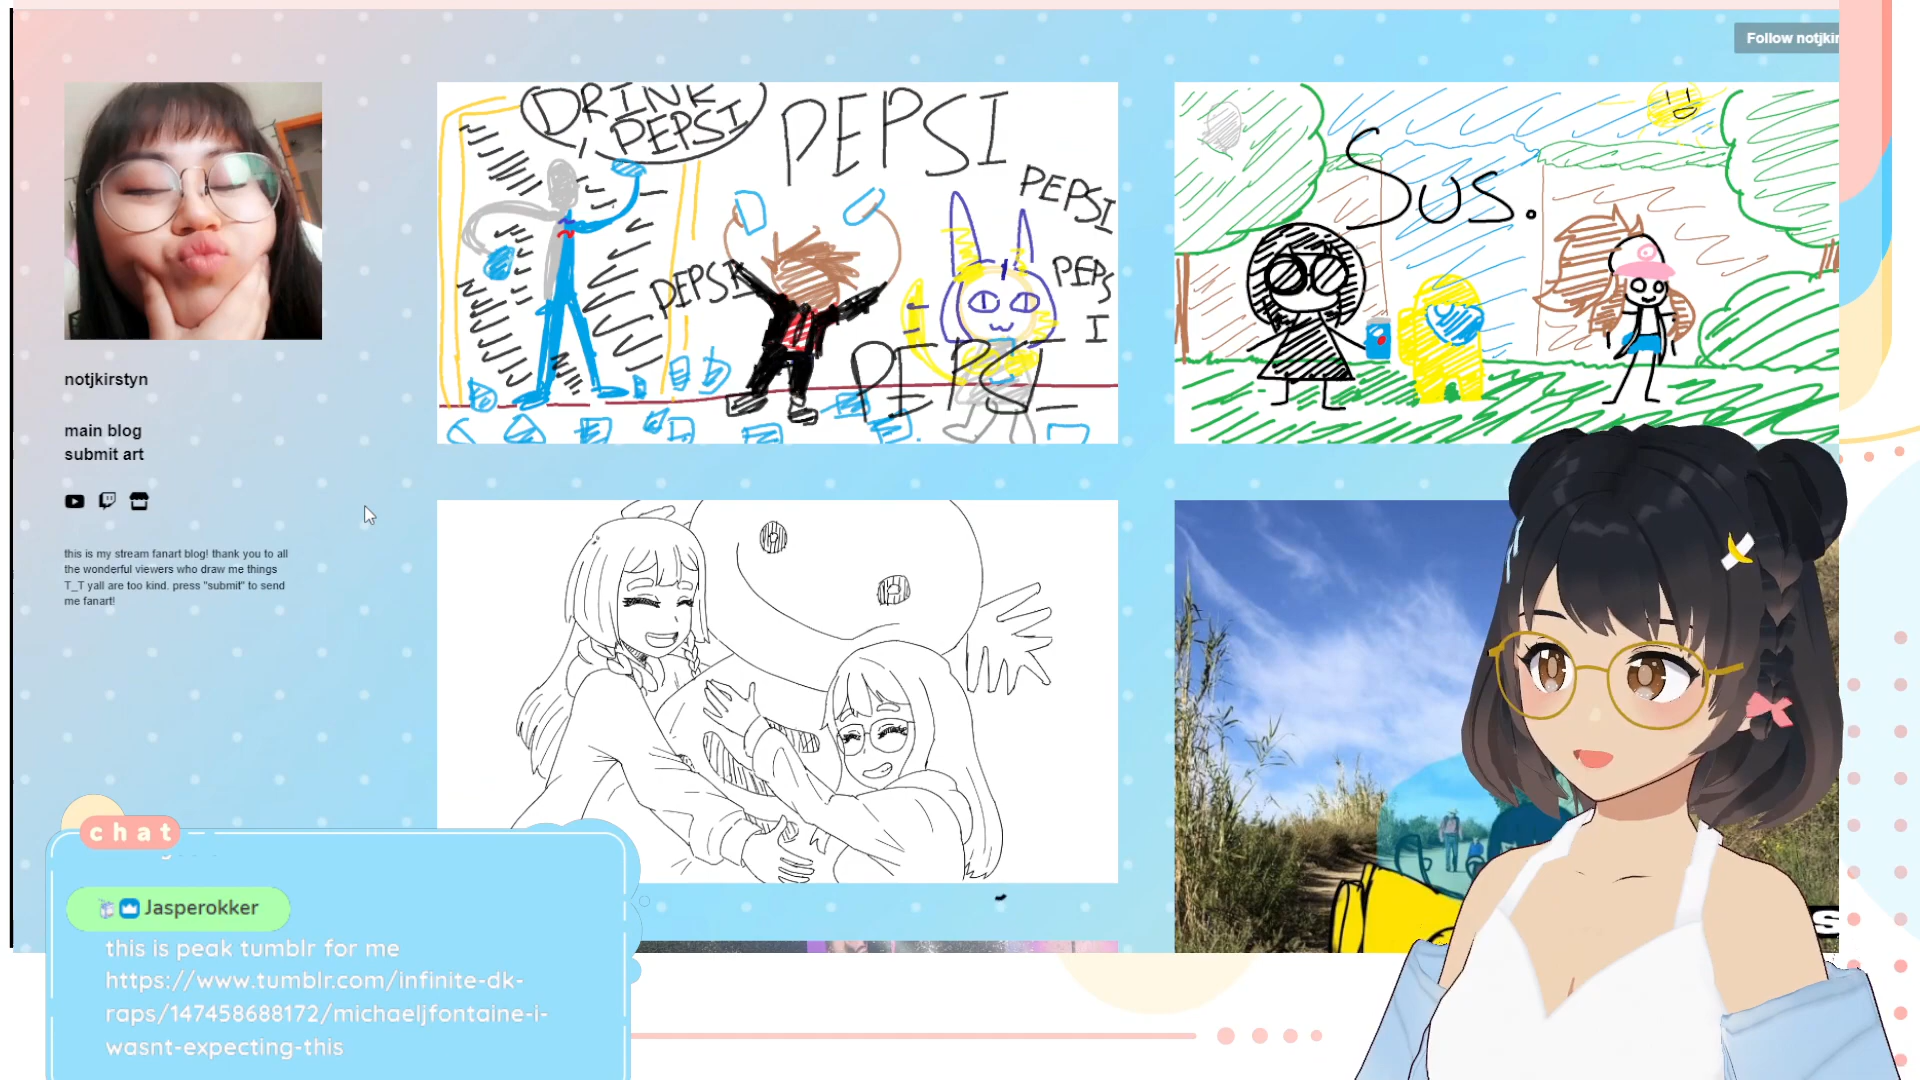 Follow notjkir
DRINK
PEPSI
PEPSI
PEPSI
PEPSI
PEPS
I
PEPSI
Sus.
notjkirstyn
main blog
submit art
this is my stream fanart blog! thank you to all
the wonderful viewers who draw me things
T_T yall are too kind. press "submit" to send
me fanart!
chat
Jasperokker
this is peak tumblr for me
https://www.tumblr.com/infinite-dk-
raps/147458688172/michaeljfontaine-i-
wasnt-expecting-this
S